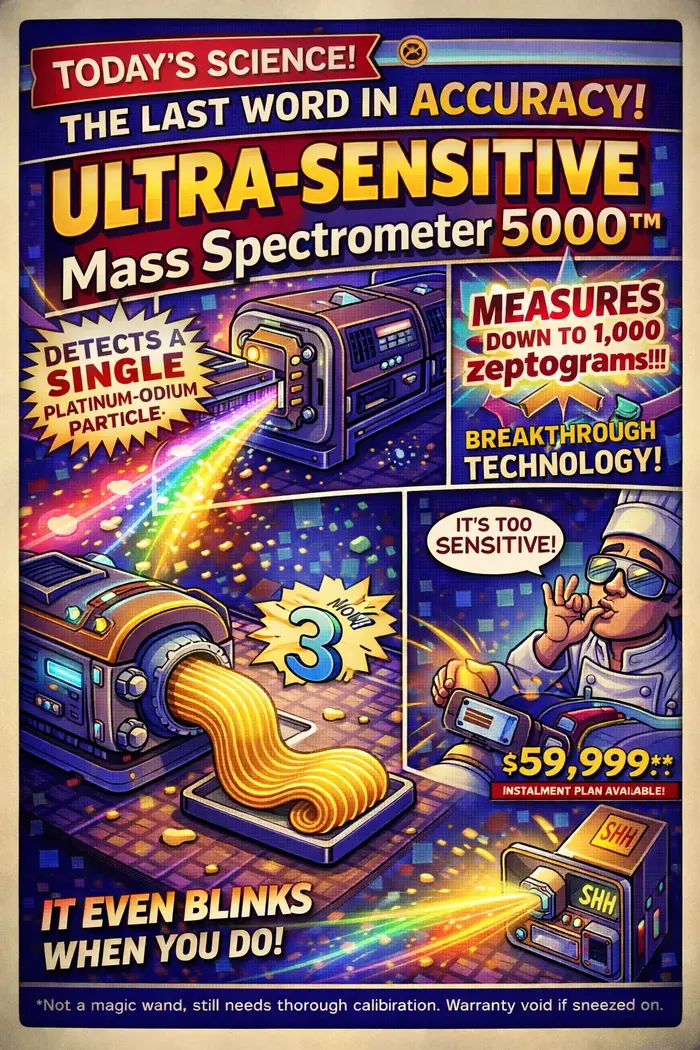 TODAY'S SCIENCE!
THE LAST WORD IN ACCURACY!
ULTRA-SENSITIVE
Mass Spectrometer 5000™
DETECTS A
SINGLE
PLATINUM-ODIUM
PARTICLE.
MEASURES
DOWN TO 1,000
zeptograms!!!
BREAKTHROUGH
TECHNOLOGY!
IT'S TOO
SENSITIVE!
3
$59,999**
INSTALMENT PLAN AVAILABLE!
SHH
SHH
IT EVEN BLINKS
WHEN YOU DO!
*Not a magic wand, still needs thorough calibiration. Warranty void if sneezed on.